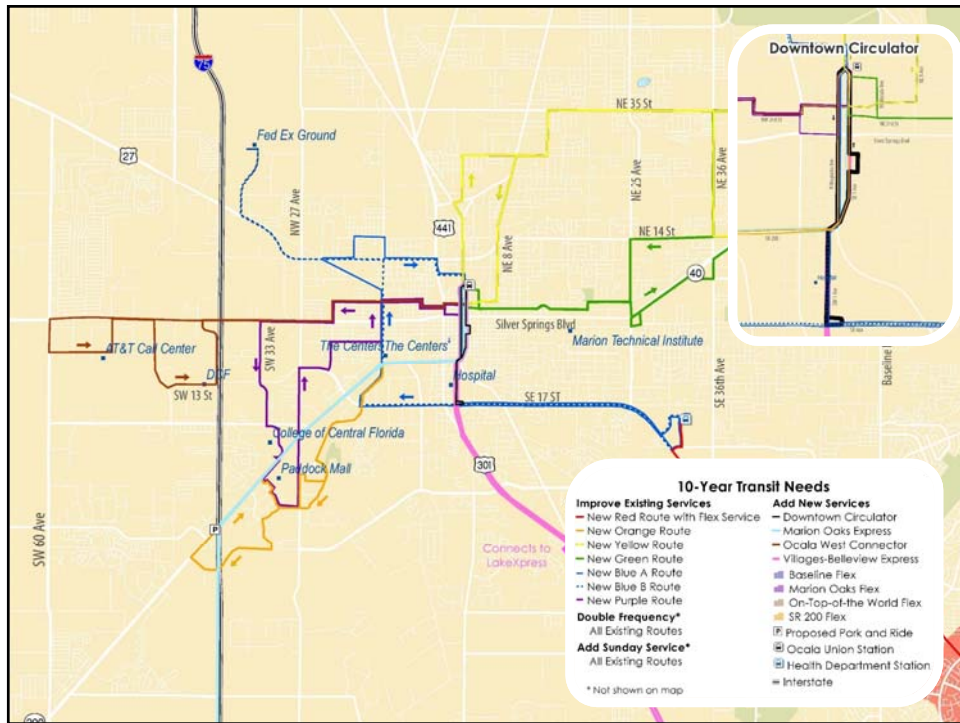 75
27
Fed Ex Ground
NW 27 Ave
441
NE 35 St
NE 8 Ave
NE 25 Ave
NE 36 Ave
NE 14 St
40
Silver Springs Blvd
Marion Technical Institute
SW 33 Ave
AT&T Call Center
DCF
SW 13 St
The Centers
The Centers
Hospital
SE 17 ST
SE 36th Ave
College of Central Florida
Paddock Mall
301
SW 60 Ave
P
Connects to
LakeXpress
200
Downtown Circulator
10-Year Transit Needs
Improve Existing Services
New Red Route with Flex Service
New Orange Route
New Yellow Route
New Green Route
New Blue A Route
New Blue B Route
New Purple Route
Double Frequency*
All Existing Routes
Add Sunday Service*
All Existing Routes
* Not shown on map
Add New Services
Downtown Circulator
Marion Oaks Express
Ocala West Connector
Villages-Belleview Express
Baseline Flex
Marion Oaks Flex
On-Top-of-the World Flex
SR 200 Flex
P Proposed Park and Ride
Ocala Union Station
Health Department Station
Interstate